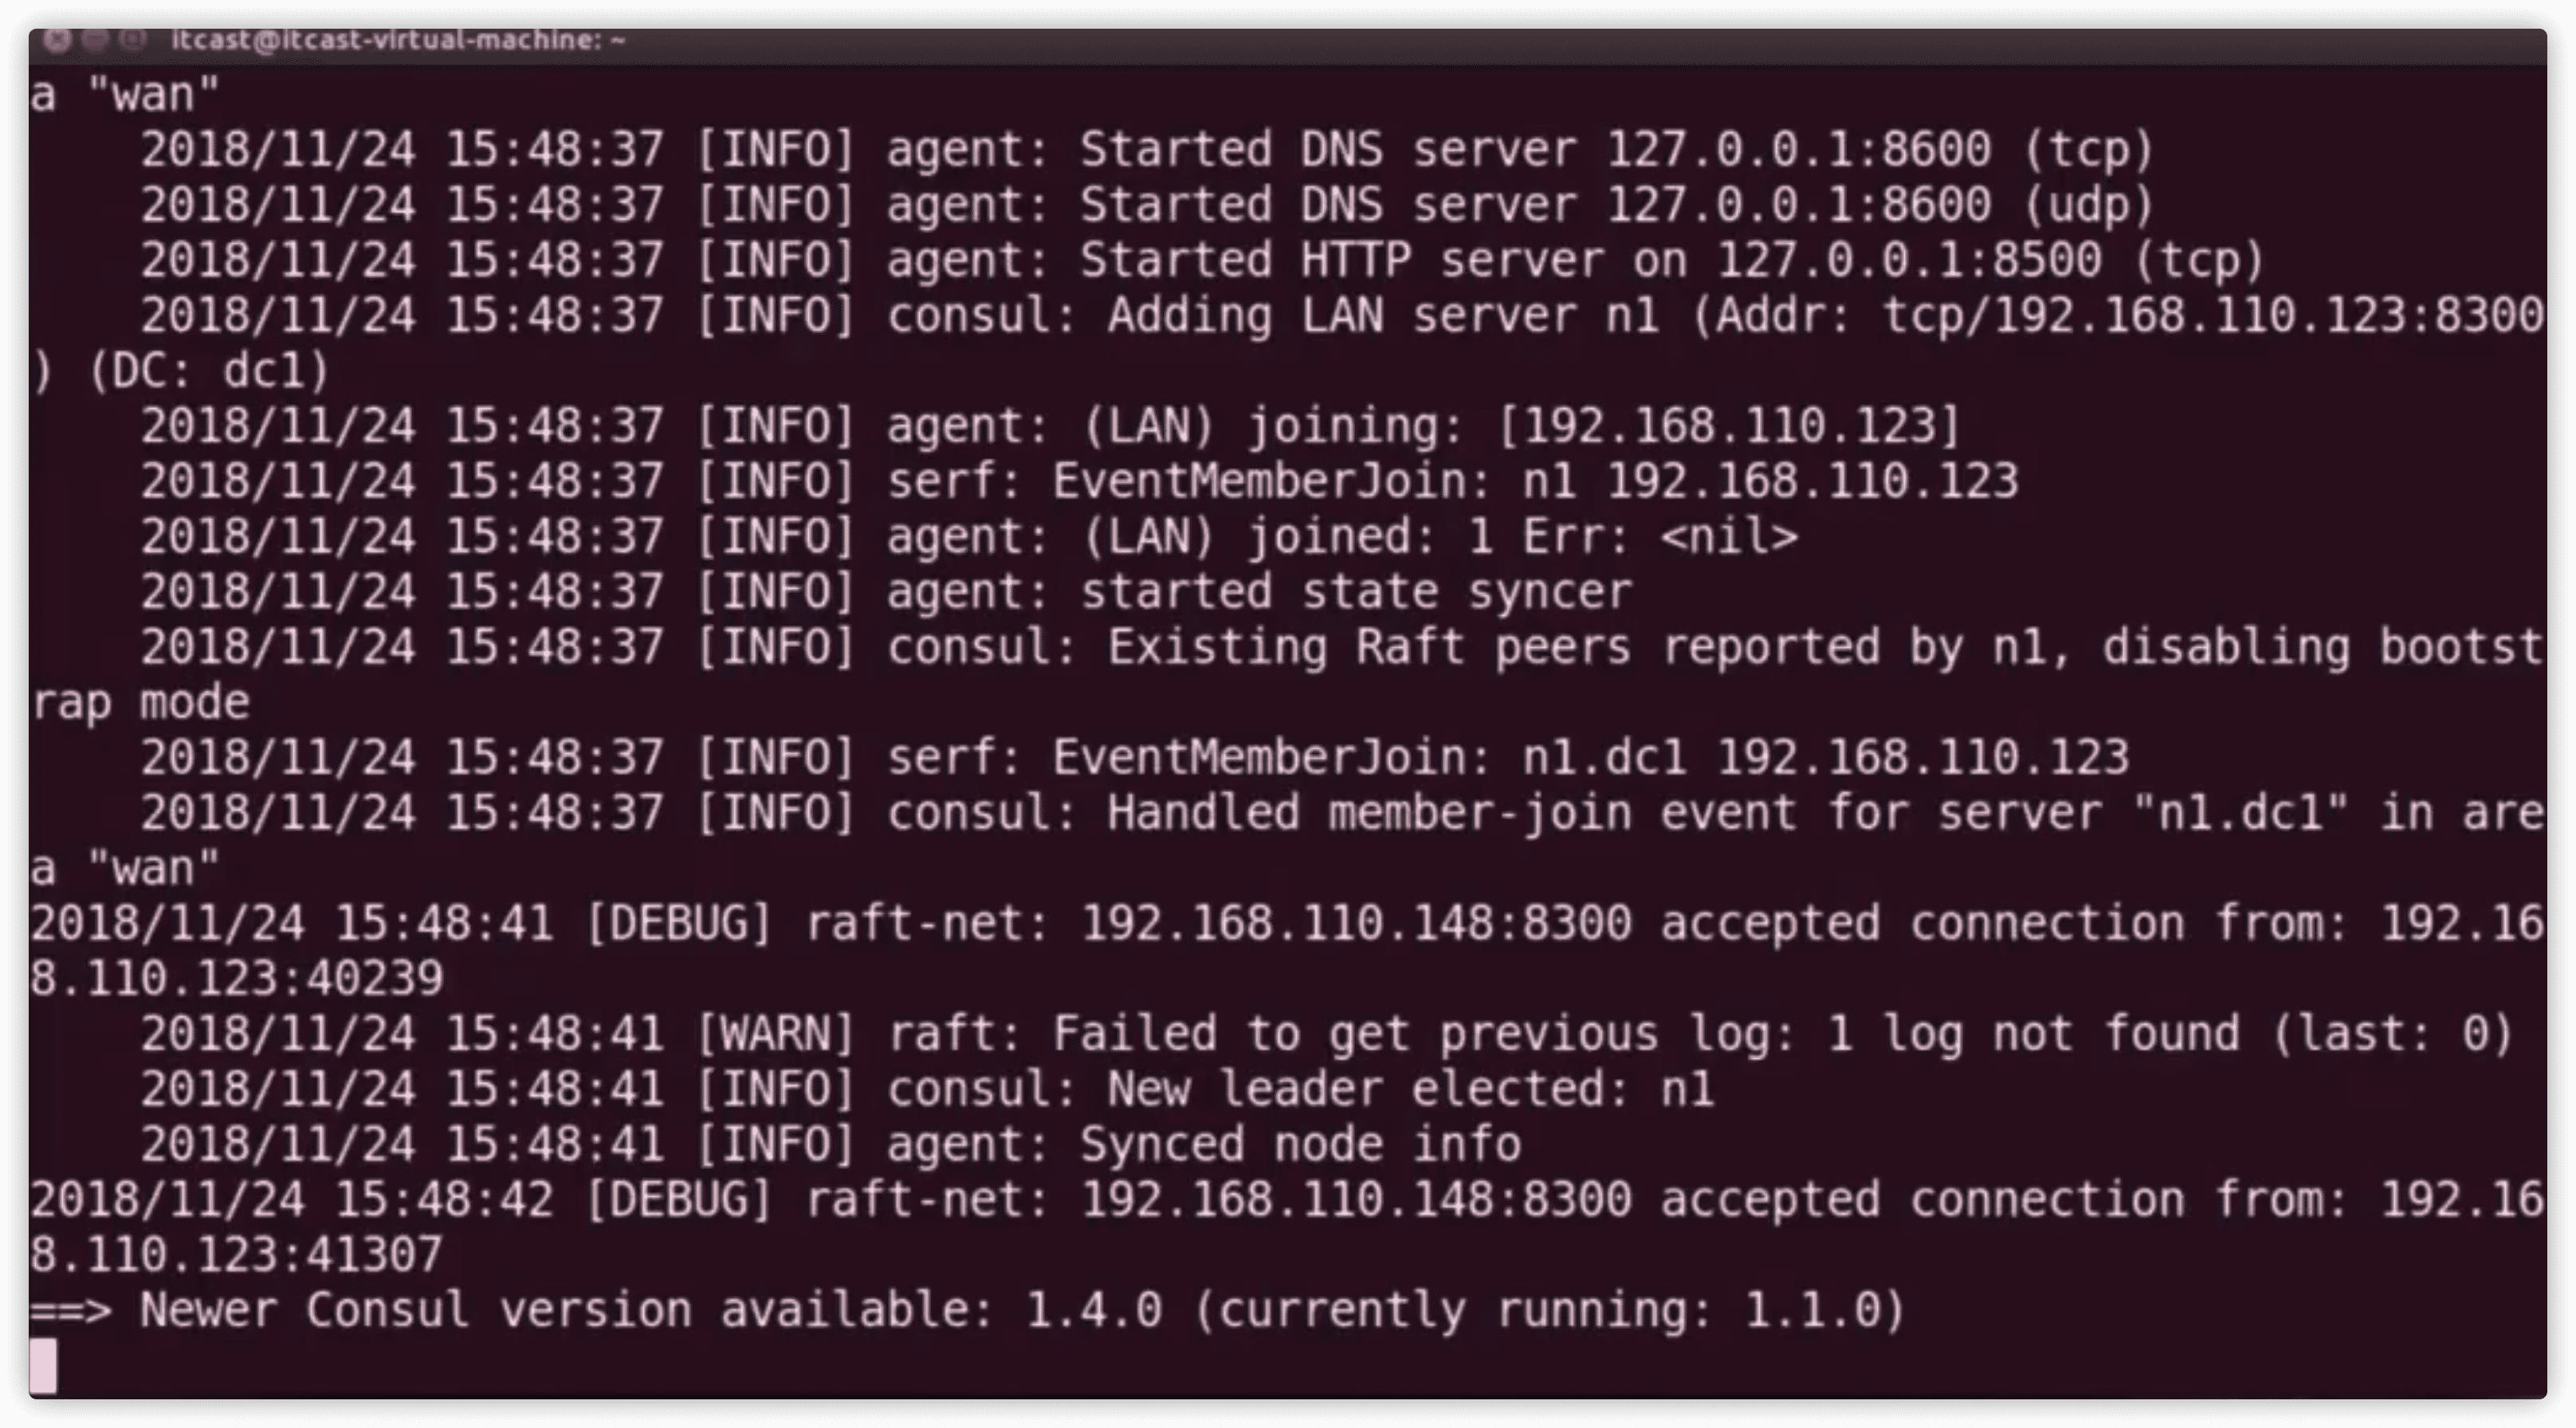 itcast@itcast-virtual-machine: ~
a "wan"
    2018/11/24 15:48:37 [INFO] agent: Started DNS server 127.0.0.1:8600 (tcp)
    2018/11/24 15:48:37 [INFO] agent: Started DNS server 127.0.0.1:8600 (udp)
    2018/11/24 15:48:37 [INFO] agent: Started HTTP server on 127.0.0.1:8500 (tcp)
    2018/11/24 15:48:37 [INFO] consul: Adding LAN server n1 (Addr: tcp/192.168.110.123:8300
) (DC: dc1)
    2018/11/24 15:48:37 [INFO] agent: (LAN) joining: [192.168.110.123]
    2018/11/24 15:48:37 [INFO] serf: EventMemberJoin: n1 192.168.110.123
    2018/11/24 15:48:37 [INFO] agent: (LAN) joined: 1 Err: <nil>
    2018/11/24 15:48:37 [INFO] agent: started state syncer
    2018/11/24 15:48:37 [INFO] consul: Existing Raft peers reported by n1, disabling bootst
rap mode
    2018/11/24 15:48:37 [INFO] serf: EventMemberJoin: n1.dc1 192.168.110.123
    2018/11/24 15:48:37 [INFO] consul: Handled member-join event for server "n1.dc1" in are
a "wan"
2018/11/24 15:48:41 [DEBUG] raft-net: 192.168.110.148:8300 accepted connection from: 192.16
8.110.123:40239
    2018/11/24 15:48:41 [WARN] raft: Failed to get previous log: 1 log not found (last: 0)
    2018/11/24 15:48:41 [INFO] consul: New leader elected: n1
    2018/11/24 15:48:41 [INFO] agent: Synced node info
2018/11/24 15:48:42 [DEBUG] raft-net: 192.168.110.148:8300 accepted connection from: 192.16
8.110.123:41307
==> Newer Consul version available: 1.4.0 (currently running: 1.1.0)